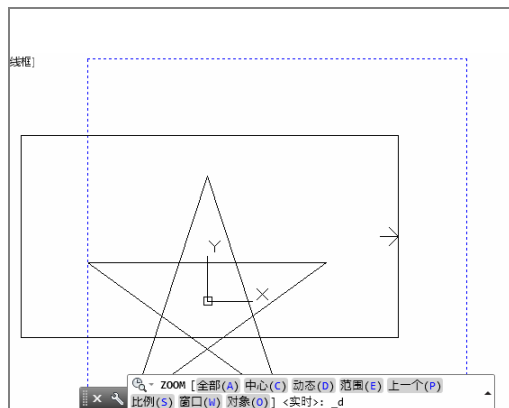 线框]
Y
X
ZOOM [全部(A) 中心(C) 动态(D) 范围(E) 上一个(P)
比例(S) 窗口(W) 对象(O)] <实时>: _d